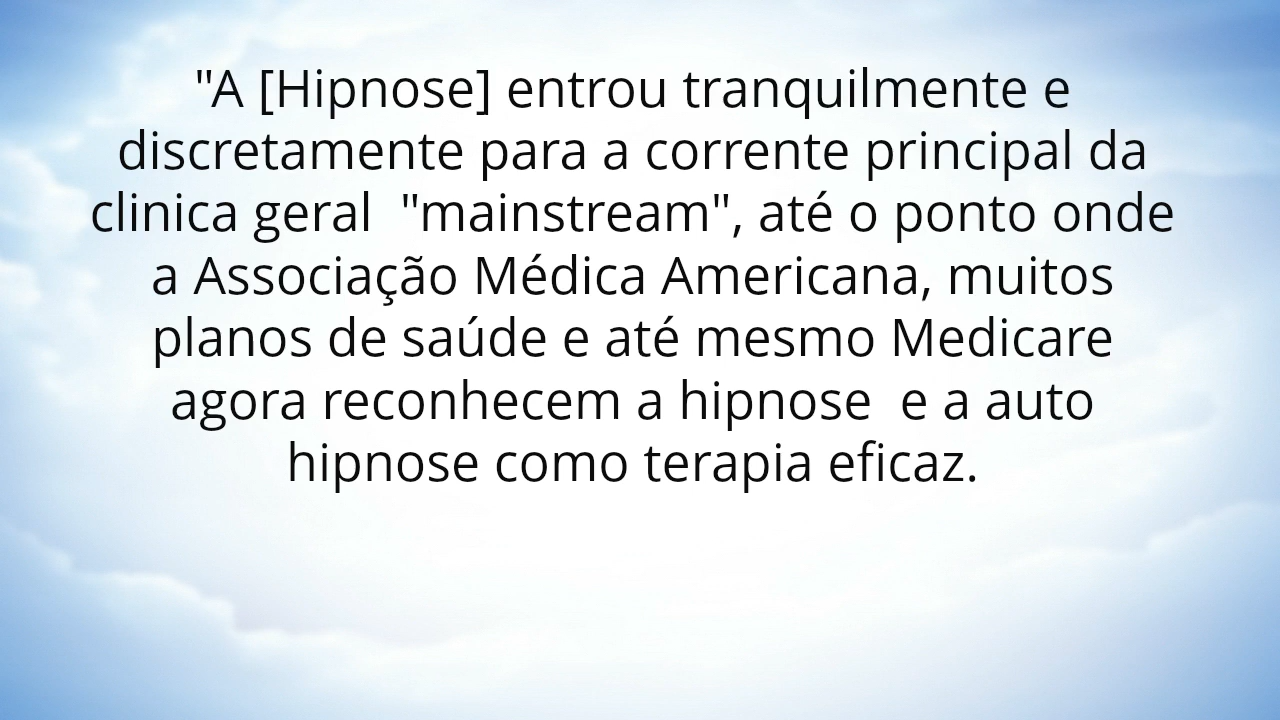 "A [Hipnose] entrou tranquilmente e
discretamente para a corrente principal da
clinica geral  "mainstream", até o ponto onde
a Associação Médica Americana, muitos
planos de saúde e até mesmo Medicare
agora reconhecem a hipnose  e a auto
hipnose como terapia eficaz.